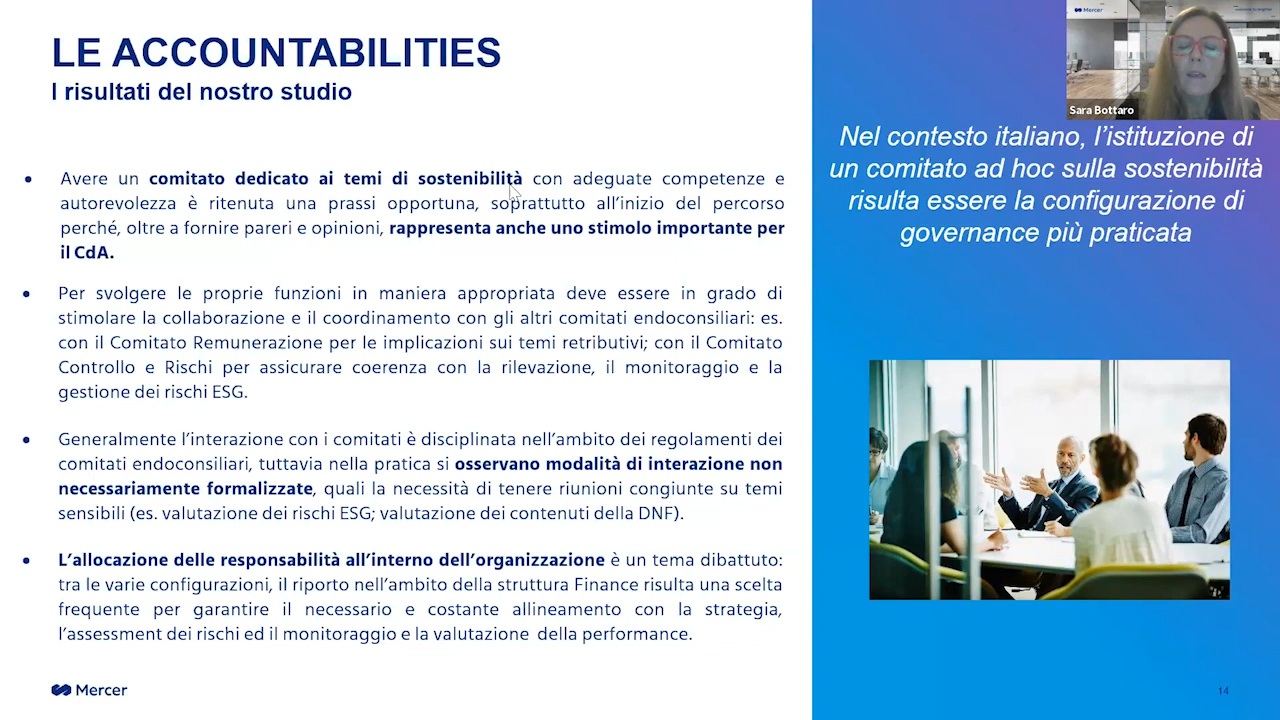 LE ACCOUNTABILITIES
I risultati del nostro studio
• Avere un comitato dedicato ai temi di sostenibilità con adeguate competenze e
autorevolezza è ritenuta una prassi opportuna, soprattutto all'inizio del percorso
perché, oltre a fornire pareri e opinioni, rappresenta anche uno stimolo importante per
il CdA.
• Per svolgere le proprie funzioni in maniera appropriata deve essere in grado di
stimolare la collaborazione e il coordinamento con gli altri comitati endoconsiliari: es.
con il Comitato Remunerazione per le implicazioni sui temi retributivi; con il Comitato
Controllo e Rischi per assicurare coerenza con la rilevazione, il monitoraggio e la
gestione dei rischi ESG.
• Generalmente l'interazione con i comitati è disciplinata nell'ambito dei regolamenti dei
comitati endoconsiliari, tuttavia nella pratica si osservano modalità di interazione non
necessariamente formalizzate, quali la necessità di tenere riunioni congiunte su temi
sensibili (es. valutazione dei rischi ESG; valutazione dei contenuti della DNF).
• L'allocazione delle responsabilità all'interno dell'organizzazione è un tema dibattuto:
tra le varie configurazioni, il riporto nell'ambito della struttura Finance risulta una scelta
frequente per garantire il necessario e costante allineamento con la strategia,
l'assessment dei rischi ed il monitoraggio e la valutazione della performance.
Mercer
Mercer
Sara Bottaro
Nel contesto italiano, l'istituzione di
un comitato ad hoc sulla sostenibilità
risulta essere la configurazione di
governance più praticata
14